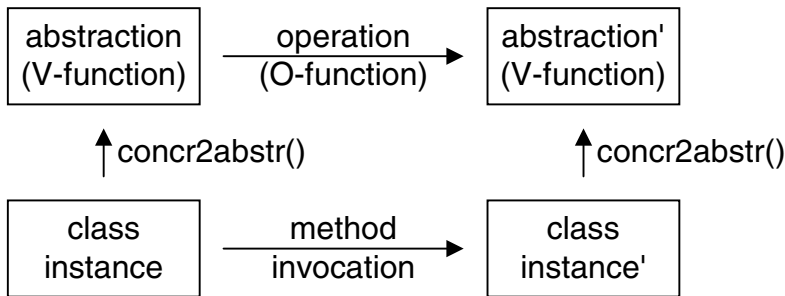 abstraction
(V-function)
operation
(O-function)
abstraction'
(V-function)
concr2abstr()
concr2abstr()
class
instance
method
invocation
class
instance'